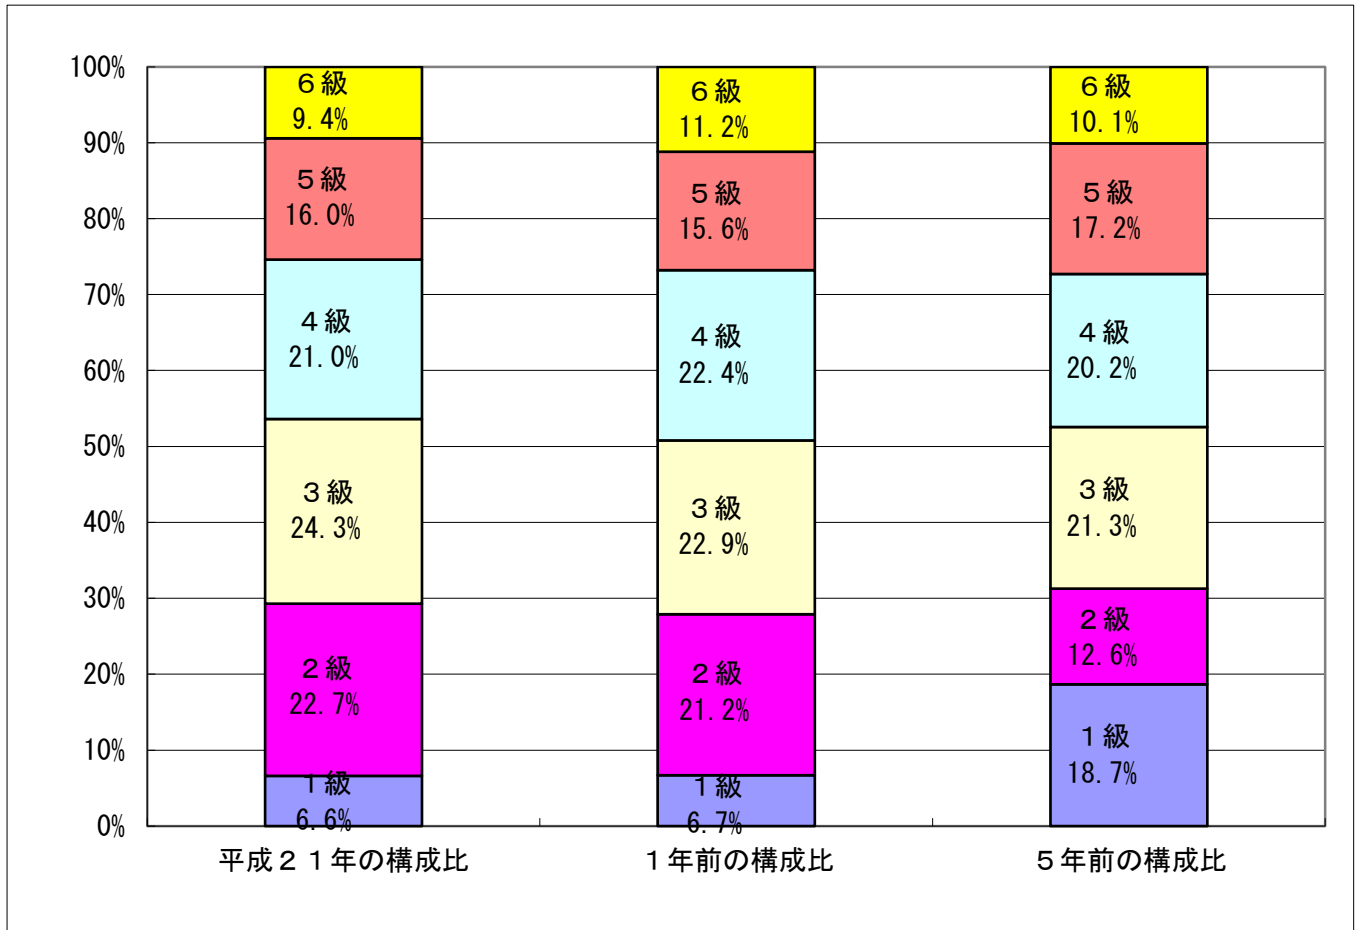 100%
90%
80%
70%
60%
50%
40%
30%
20%
10%
0%
６級
9.4%
５級
16.0%
４級
21.0%
３級
24.3%
２級
22.7%
１級
6.6%
６級
11.2%
５級
15.6%
４級
22.4%
３級
22.9%
２級
21.2%
１級
6.7%
６級
10.1%
５級
17.2%
４級
20.2%
３級
21.3%
２級
12.6%
１級
18.7%
平成２１年の構成比
１年前の構成比
５年前の構成比